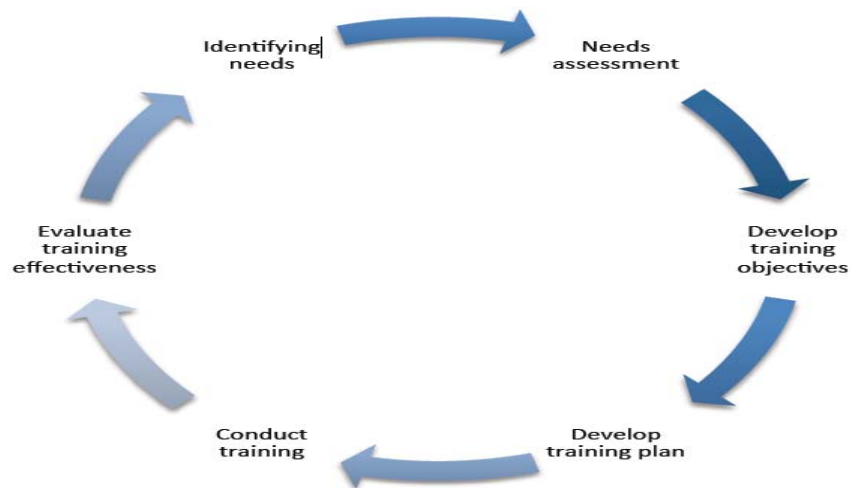 Identifying
needs
Needs
assessment
Develop
training
objectives
Develop
training plan
Conduct
training
Evaluate
training
effectiveness